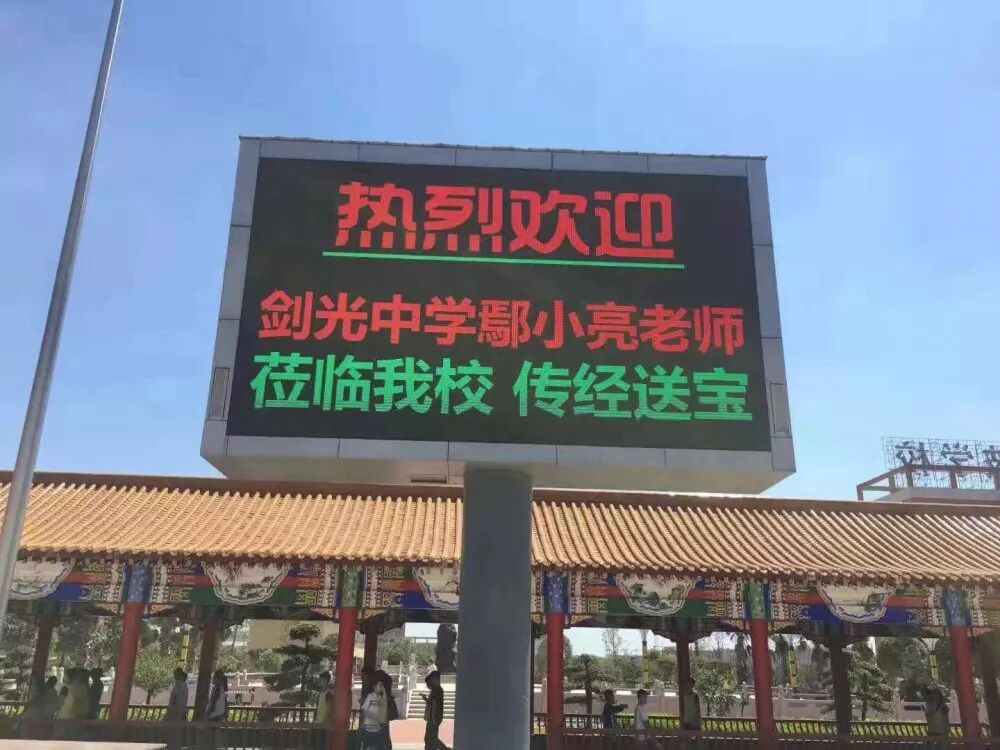 热烈欢迎
剑光中学鄢小亮老师
莅临我校 传经送宝